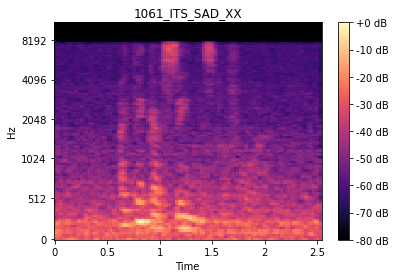 1061_ITS_SAD_XX
+0 dB
8192
-10 dB
-20 dB
4096
-30 dB
2048
-40 dB
Hz
1024
-50 dB
512
-60 dB
-70 dB
0
-80 dB
0 0.5 1 1.5 2 2.5
Time